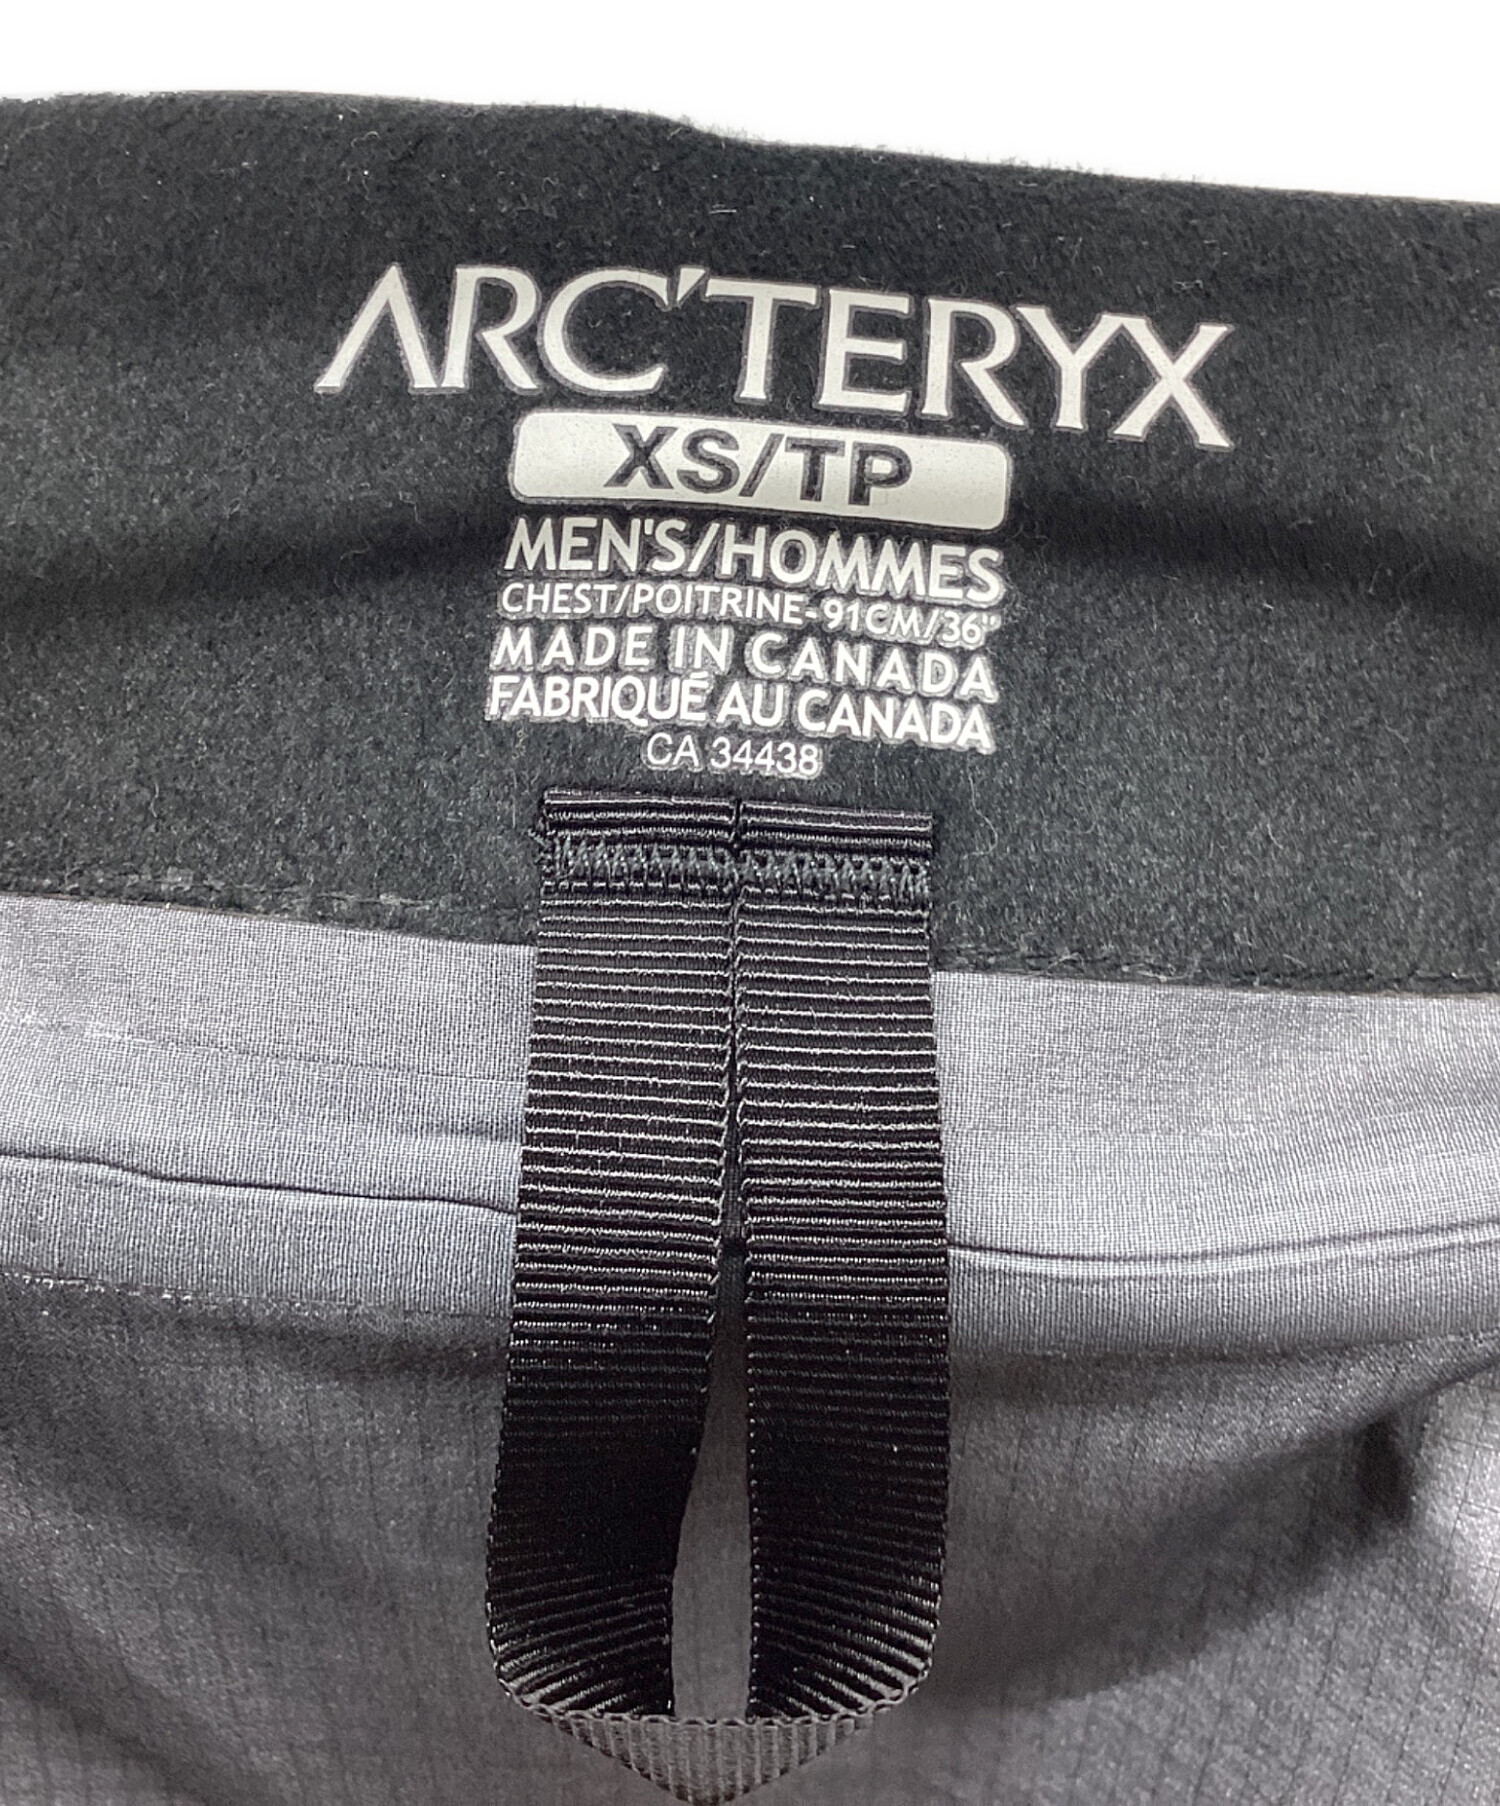 ARC'TERYX
XS/TP
MEN'S/HOMMES
CHEST/POITRINE-91CM/36"
MADE IN CANADA
FABRIQUÉ AU CANADA
CA 34438